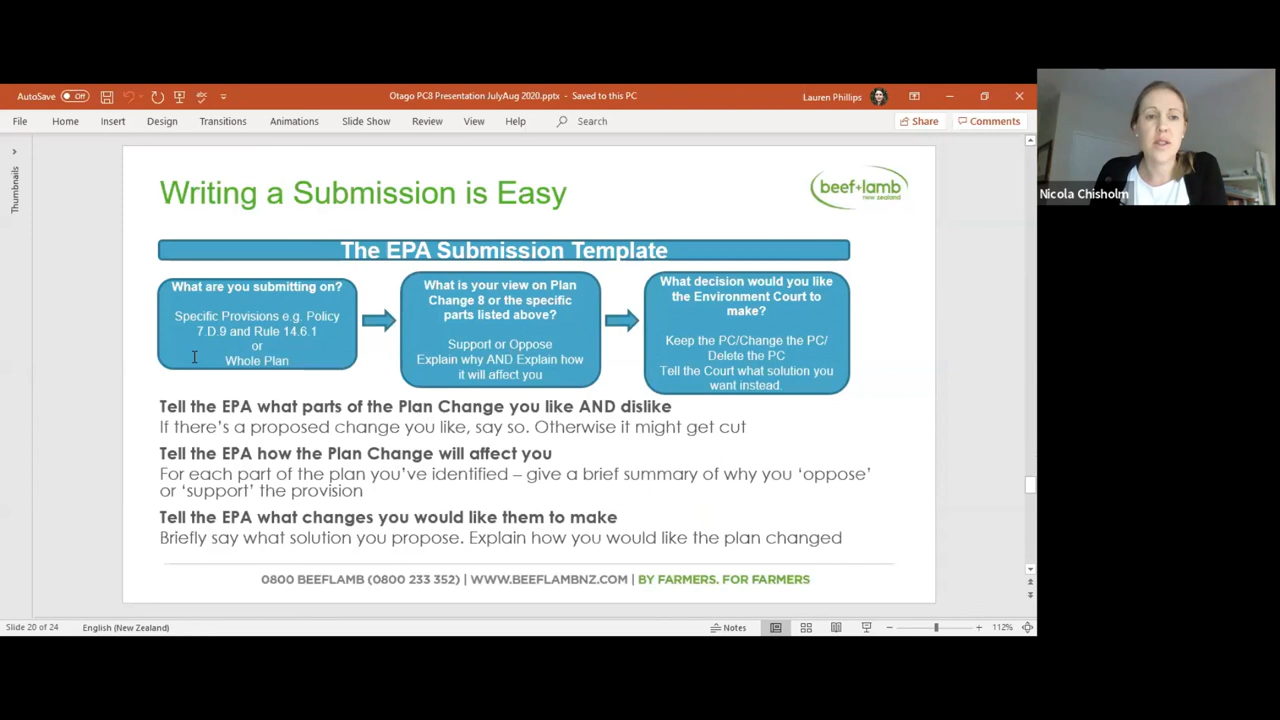 AutoSave Off
Otago PC8 Presentation JulyAug 2020.pptx - Saved to this PC
Lauren Phillips
File Home Insert Design Transitions Animations Slide Show Review View Help Search Share Comments
Thumbnails
Writing a Submission is Easy
beef+lamb
new zealand
The EPA Submission Template
What are you submitting on?
Specific Provisions e.g. Policy
7.D.9 and Rule 14.6.1
or
Whole Plan
What is your view on Plan
Change 8 or the specific
parts listed above?
Support or Oppose
Explain why AND Explain how
it will affect you
What decision would you like
the Environment Court to
make?
Keep the PC/Change the PC/
Delete the PC
Tell the Court what solution you
want instead.
Tell the EPA what parts of the Plan Change you like AND dislike
If there's a proposed change you like, say so. Otherwise it might get cut
Tell the EPA how the Plan Change will affect you
For each part of the plan you've identified – give a brief summary of why you ‘oppose’
or ‘support’ the provision
Tell the EPA what changes you would like them to make
Briefly say what solution you propose. Explain how you would like the plan changed
0800 BEEFLAMB (0800 233 352) | WWW.BEEFLAMBNZ.COM | BY FARMERS. FOR FARMERS
Slide 20 of 24 English (New Zealand) Notes 112%
Nicola Chisholm